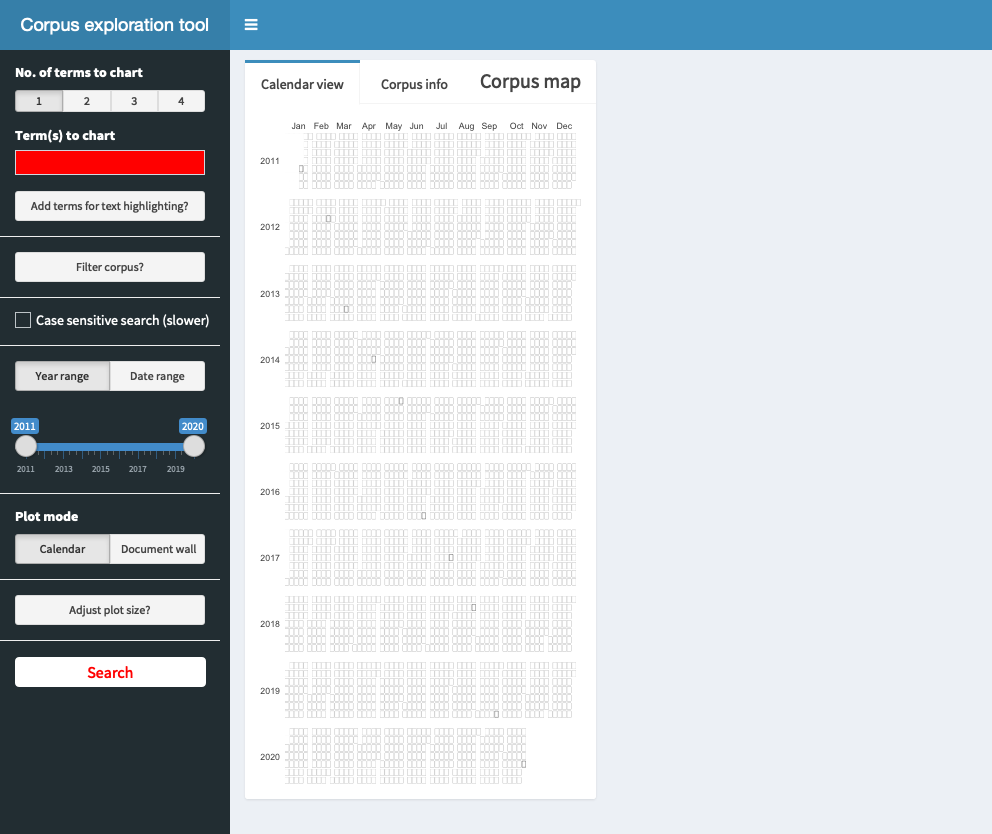 Corpus exploration tool
No. of terms to chart
1 2 3 4
Term(s) to chart
Add terms for text highlighting?
Filter corpus?
Case sensitive search (slower)
Year range Date range
2011 2020
2011 2013 2015 2017 2019
Plot mode
Calendar Document wall
Adjust plot size?
Search
Calendar view Corpus info Corpus map
Jan Feb Mar Apr May Jun Jul Aug Sep Oct Nov Dec
2011
2012
2013
2014
2015
2016
2017
2018
2019
2020